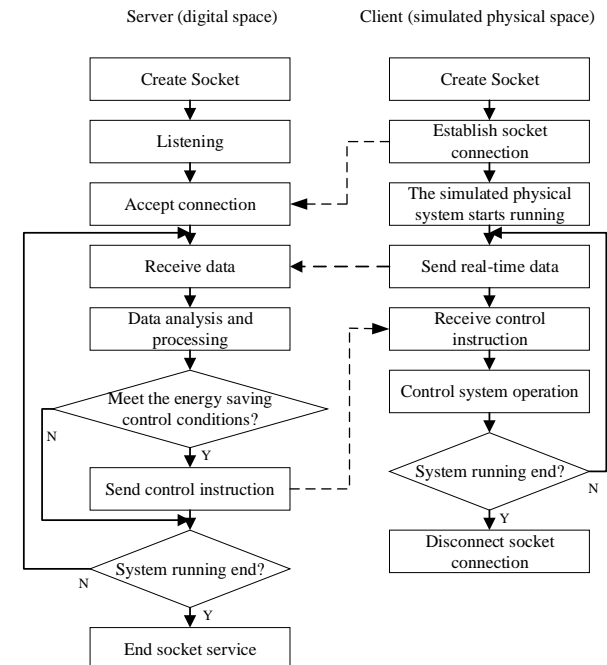 Server (digital space)
Create Socket
Listening
Accept connection
Receive data
Data analysis and
processing
Meet the energy saving
control conditions?
N
Y
Send control instruction
System running end?
N
Y
End socket service
Client (simulated physical space)
Create Socket
Establish socket
connection
The simulated physical
system starts running
Send real-time data
Receive control
instruction
Control system operation
System running end?
N
Y
Disconnect socket
connection